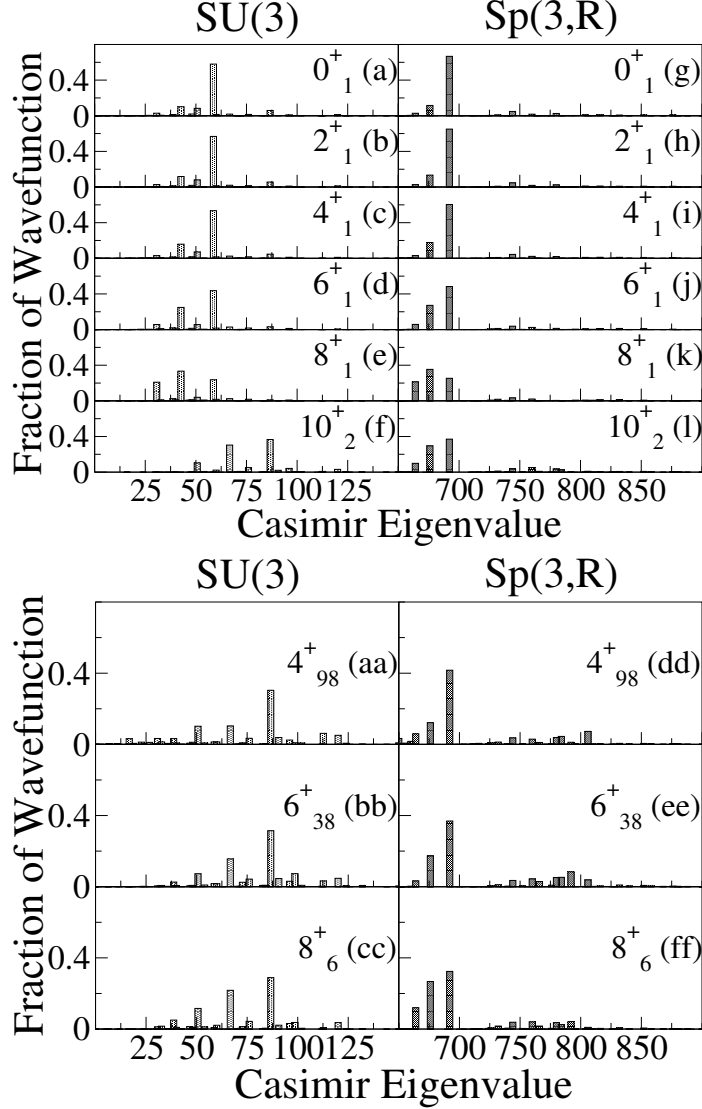 SU(3) Sp(3,R)
0.4 0⁺₁ (a) 0⁺₁ (g)
0
0.4 2⁺₁ (b) 2⁺₁ (h)
0
0.4 4⁺₁ (c) 4⁺₁ (i)
0
0.4 6⁺₁ (d) 6⁺₁ (j)
0
0.4 8⁺₁ (e) 8⁺₁ (k)
0
0.4 10⁺₂ (f) 10⁺₂ (l)
0
Fraction of Wavefunction
25 50 75 100 125 700 750 800 850
Casimir Eigenvalue
SU(3) Sp(3,R)
0.4 4⁺₉₈ (aa) 4⁺₉₈ (dd)
0
0.4 6⁺₃₈ (bb) 6⁺₃₈ (ee)
0
0.4 8⁺₆ (cc) 8⁺₆ (ff)
0
Fraction of Wavefunction
25 50 75 100 125 700 750 800 850
Casimir Eigenvalue